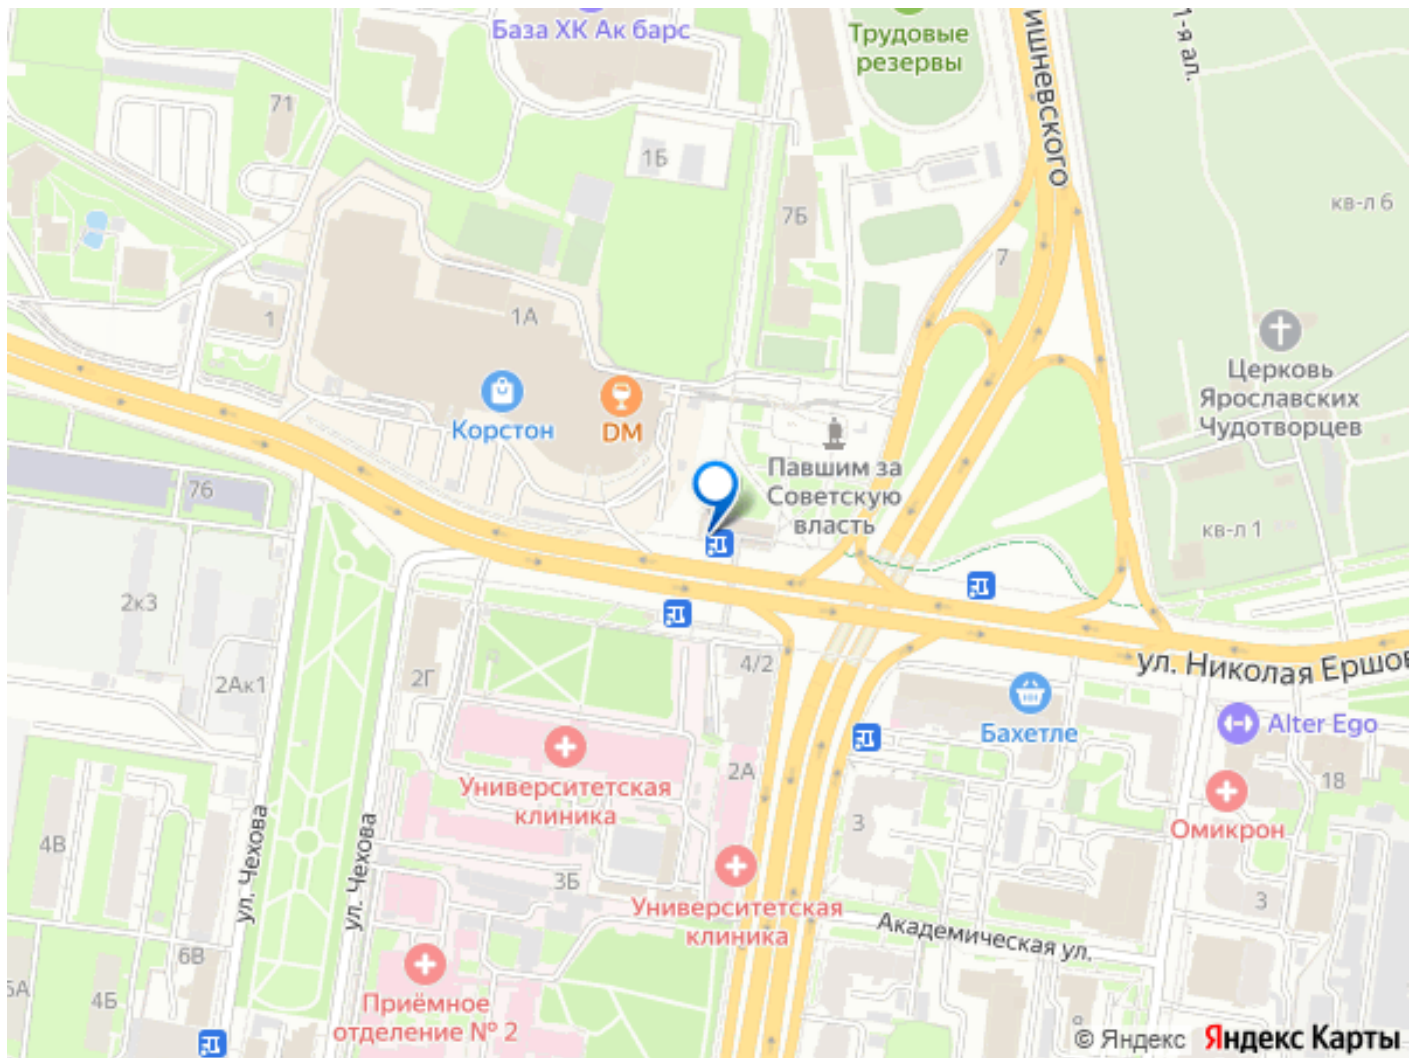 База ХК Ак барс
Трудовые
резервы
ишневского
1-я ал.
71
1Б
7Б
кв-л 6
7
1
1А
Церковь
Ярославских
Чудотворцев
Корстон
DM
Павшим за
Советскую
власть
76
кв-л 1
2к3
2Ак1
2Г
4/2
ул. Николая Ершов
Бахетле
Alter Ego
Университетская
клиника
2А
18
Омикрон
4В
ул. Чехова
ул. Чехова
3
3Б
Университетская
клиника
3
Академическая ул.
6В
5А
4Б
Приёмное
отделение № 2
© Яндекс Яндекс Карты